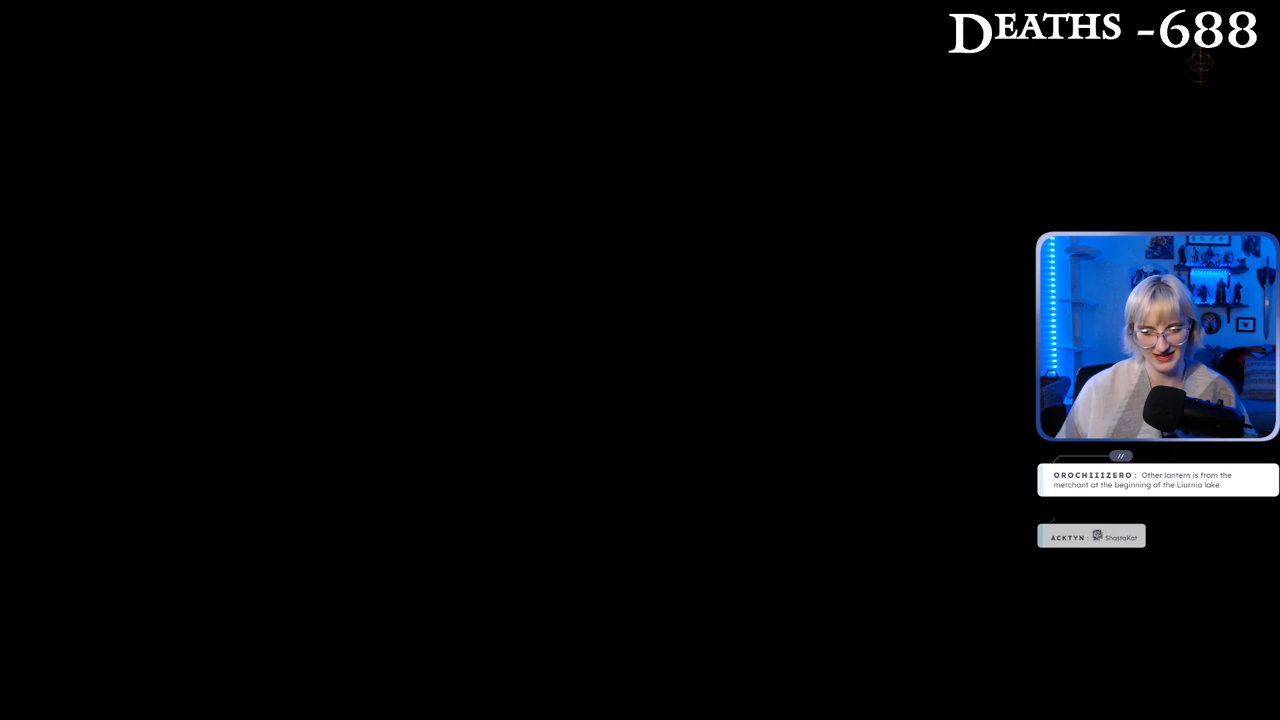 DEATHS -688
//
OROCHIIIZERO: Other lantern is from the
merchant at the beginning of the Liurnia lake
ACKTYN: ShastaKat